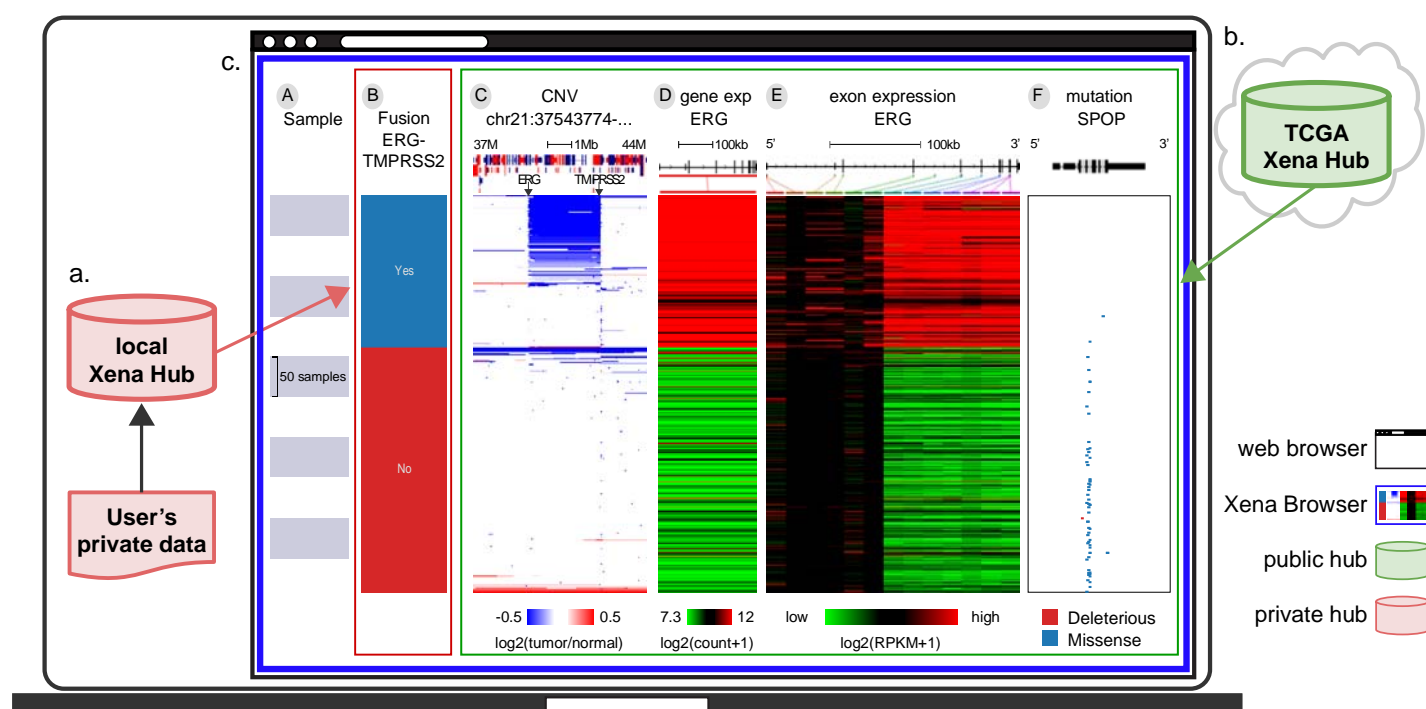 b.
c.
A
Sample
B
Fusion
ERG-
TMPRSS2
C
CNV
chr21:37543774-...
37M
1Mb
44M
ERG
TMPRSS2
D
gene exp
ERG
100kb
E
exon expression
ERG
5’
100kb
3’
F
mutation
SPOP
5’
3’
TCGA
Xena Hub
a.
local
Xena Hub
User’s
private data
50 samples
Yes
No
web browser
Xena Browser
public hub
private hub
-0.5
0.5
log2(tumor/normal)
7.3
12
log2(count+1)
low
high
log2(RPKM+1)
Deleterious
Missense